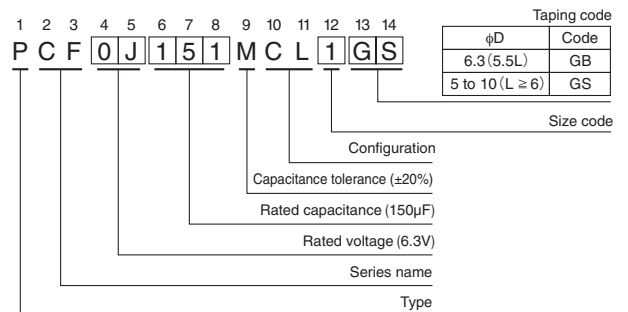 1 2 3 4 5 6 7 8 9 10 11 12 13 14
P C F 0 J 1 5 1 M C L 1 G S
Taping code
φD Code
6.3(5.5L) GB
5 to 10(L ≧ 6) GS
Size code
Configuration
Capacitance tolerance (±20%)
Rated capacitance (150µF)
Rated voltage (6.3V)
Series name
Type